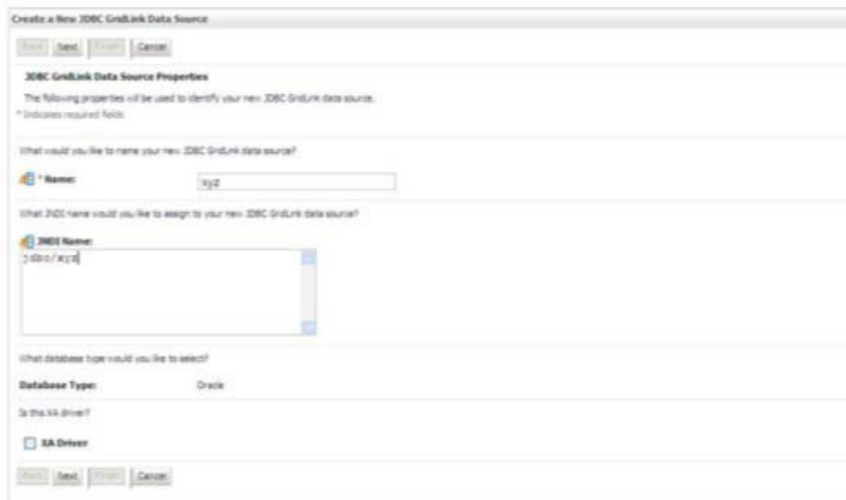 Create a New JDBC GridLink Data Source
Back Next Finish Cancel
JDBC GridLink Data Source Properties
The following properties will be used to identify your new JDBC GridLink data source.
* Indicates required fields
What would you like to name your new JDBC GridLink data source?
* Name: xyz
What JNDI name would you like to assign to your new JDBC GridLink data source?
JNDI Name:
jdbc/xyz
What database type would you like to select?
Database Type: Oracle
Is this XA driver?
XA Driver
Back Next Finish Cancel